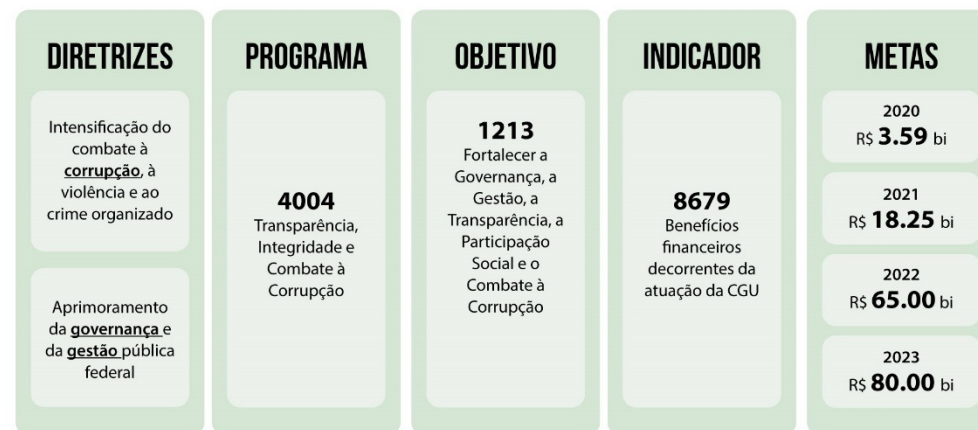 DIRETRIZES
Intensificação do
combate à
corrupção, à
violência e ao
crime organizado
Aprimoramento
da governança e
da gestão pública
federal
PROGRAMA
4004
Transparência,
Integridade e
Combate à
Corrupção
OBJETIVO
1213
Fortalecer a
Governança, a
Gestão, a
Transparência, a
Participação
Social e o
Combate à
Corrupção
INDICADOR
8679
Benefícios
financeiros
decorrentes da
atuação da CGU
METAS
2020
R$ 3.59 bi
2021
R$ 18.25 bi
2022
R$ 65.00 bi
2023
R$ 80.00 bi